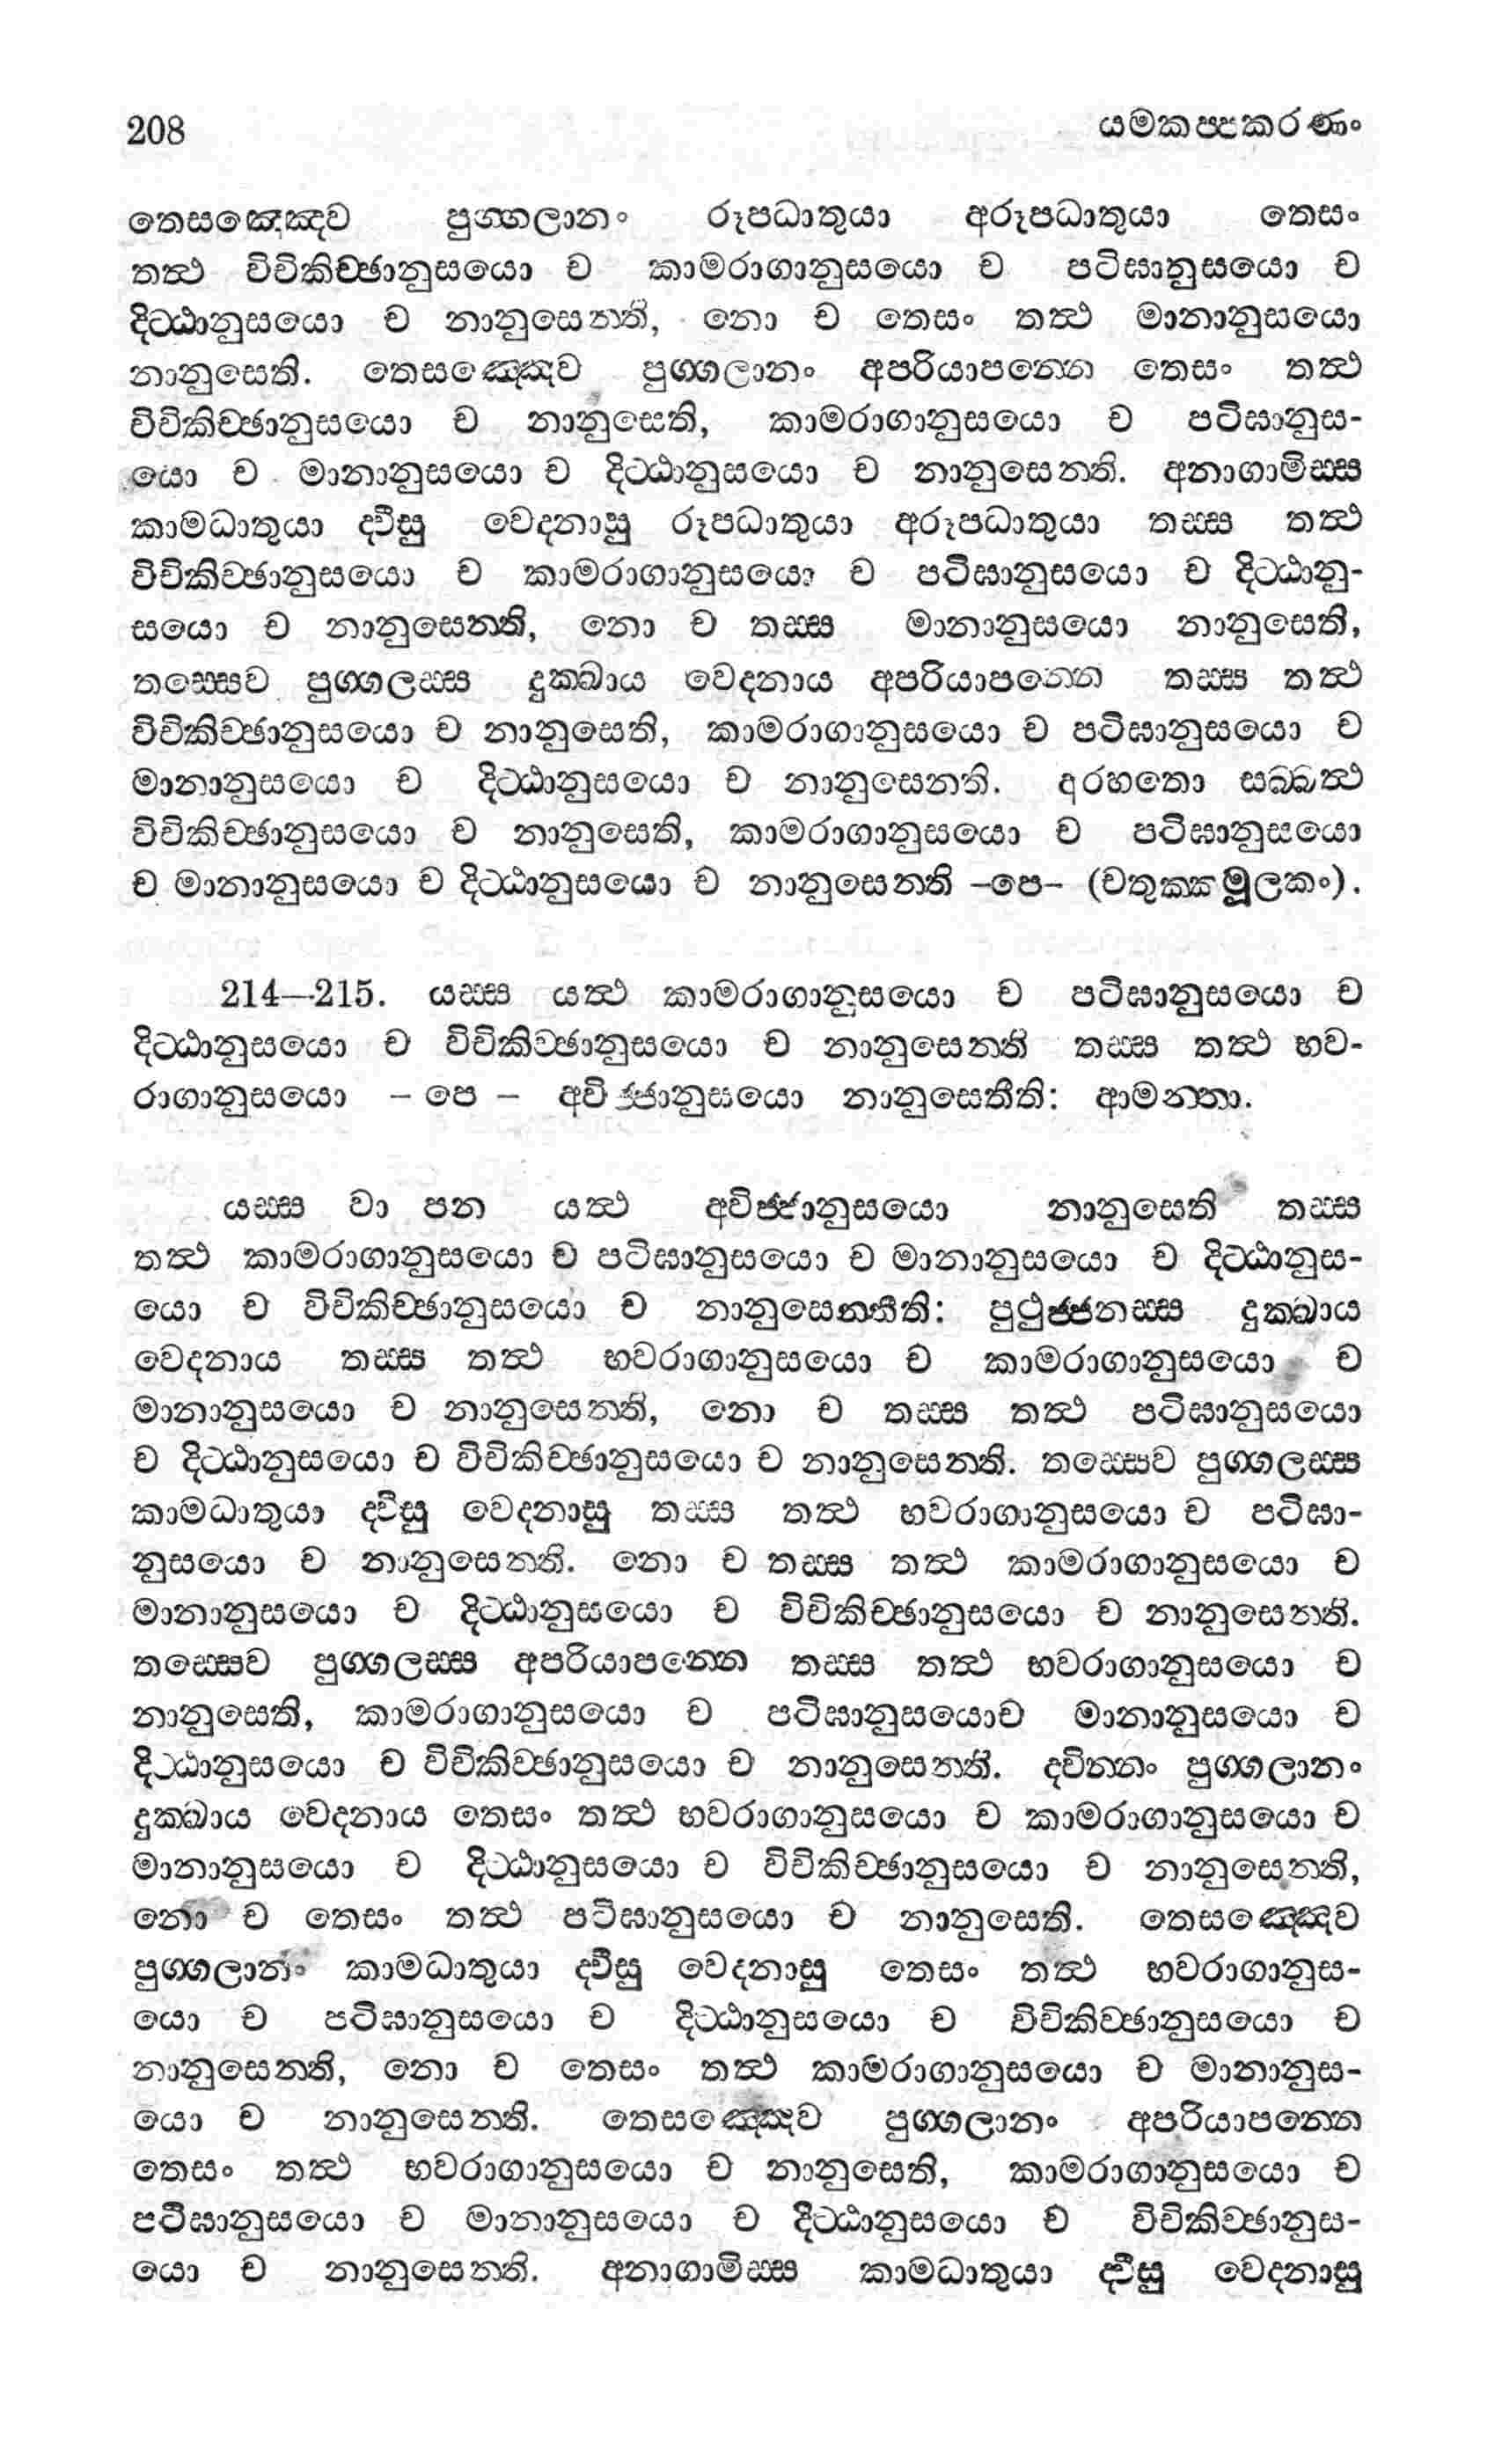 208 යමකප්පකරණං
තෙසඤ්ඤෙව පුග්ගලානං රූපධාතුයා අරූපධාතුයා තෙසං
තත්ථ විචිකිච්ඡානුසයො ච කාමරාගානුසයො ච පටිඝානුසයො ච
දිට්ඨානුසයො ච නානුසෙන්ති, නො ච තෙසං තත්ථ මානානුසයො
නානුසෙති. තෙසඤ්ඤෙව පුග්ගලානං අපරියාපන්නෙ තෙසං තත්ථ
විචිකිච්ඡානුසයො ච නානුසෙති, කාමරාගානුසයො ච පටිඝානුස-
යො ච මානානුසයො ච දිට්ඨානුසයො ච නානුසෙන්ති. අනාගාමිස්ස
කාමධාතුයා ද්වීසු වෙදනාසු රූපධාතුයා අරූපධාතුයා තස්ස තත්ථ
විචිකිච්ඡානුසයො ච කාමරාගානුසයො ච පටිඝානුසයො ච දිට්ඨානු-
සයො ච නානුසෙන්ති, නො ච තස්ස මානානුසයො නානුසෙති,
තස්සෙව පුග්ගලස්ස දුක්ඛාය වෙදනාය අපරියාපන්නෙ තස්ස තත්ථ
විචිකිච්ඡානුසයො ච නානුසෙති, කාමරාගානුසයො ච පටිඝානුසයො ච
මානානුසයො ච දිට්ඨානුසයො ච නානුසෙනති. අරහතො සබ්බත්ථ
විචිකිච්ඡානුසයො ච නානුසෙති, කාමරාගානුසයො ච පටිඝානුසයො
ච මානානුසයො ච දිට්ඨානුසයො ච නානුසෙන්ති -පෙ- (චතුක්කමූලකං).
214—215. යස්ස යත්ථ කාමරාගානුසයො ච පටිඝානුසයො ච
දිට්ඨානුසයො ච විචිකිච්ඡානුසයො ච නානුසෙන්ති තස්ස තත්ථ භව-
රාගානුසයො – පෙ – අවිජ්ජානුසයො නානුසෙතීති: ආමන්තා.
යස්ස වා පන යත්ථ අවිජ්ජානුසයො නානුසෙති තස්ස
තත්ථ කාමරාගානුසයො ච පටිඝානුසයො ච මානානුසයො ච දිට්ඨානුස-
යො ච විචිකිච්ඡානුසයො ච නානුසෙන්තීති: පුථුජ්ජනස්ස දුක්ඛාය
වෙදනාය තස්ස තත්ථ භවරාගානුසයො ච කාමරාගානුසයො ච
මානානුසයො ච නානුසෙන්ති, නො ච තස්ස තත්ථ පටිඝානුසයො
ච දිට්ඨානුසයො ච විචිකිච්ඡානුසයො ච නානුසෙන්ති. තස්සෙව පුග්ගලස්ස
කාමධාතුයා ද්වීසු වෙදනාසු තස්ස තත්ථ භවරාගානුසයො ච පටිඝා-
නුසයො ච නානුසෙන්ති. නො ච තස්ස තත්ථ කාමරාගානුසයො ච
මානානුසයො ච දිට්ඨානුසයො ච විචිකිච්ඡානුසයො ච නානුසෙන්ති.
තස්සෙව පුග්ගලස්ස අපරියාපන්නෙ තස්ස තත්ථ භවරාගානුසයො ච
නානුසෙති, කාමරාගානුසයො ච පටිඝානුසයොච මානානුසයො ච
දිට්ඨානුසයො ච විචිකිච්ඡානුසයො ච නානුසෙන්ති. ද්වින්නං පුග්ගලානං
දුක්ඛාය වෙදනාය තෙසං තත්ථ භවරාගානුසයො ච කාමරාගානුසයො ච
මානානුසයො ච දිට්ඨානුසයො ච විචිකිච්ඡානුසයො ච නානුසෙන්ති,
නො ච තෙසං තත්ථ පටිඝානුසයො ච නානුසෙති. තෙසඤ්ඤෙව
පුග්ගලානං කාමධාතුයා ද්වීසු වෙදනාසු තෙසං තත්ථ භවරාගානුස-
යො ච පටිඝානුසයො ච දිට්ඨානුසයො ච විචිකිච්ඡානුසයො ච
නානුසෙන්ති, නො ච තෙසං තත්ථ කාමරාගානුසයො ච මානානුස-
යො ච නානුසෙන්ති. තෙසඤ්ඤෙව පුග්ගලානං අපරියාපන්නෙ
තෙසං තත්ථ භවරාගානුසයො ච නානුසෙති, කාමරාගානුසයො ච
පටිඝානුසයො ච මානානුසයො ච දිට්ඨානුසයො ච විචිකිච්ඡානුස-
යො ච නානුසෙන්ති. අනාගාමිස්ස කාමධාතුයා ද්වීසු වෙදනාසු